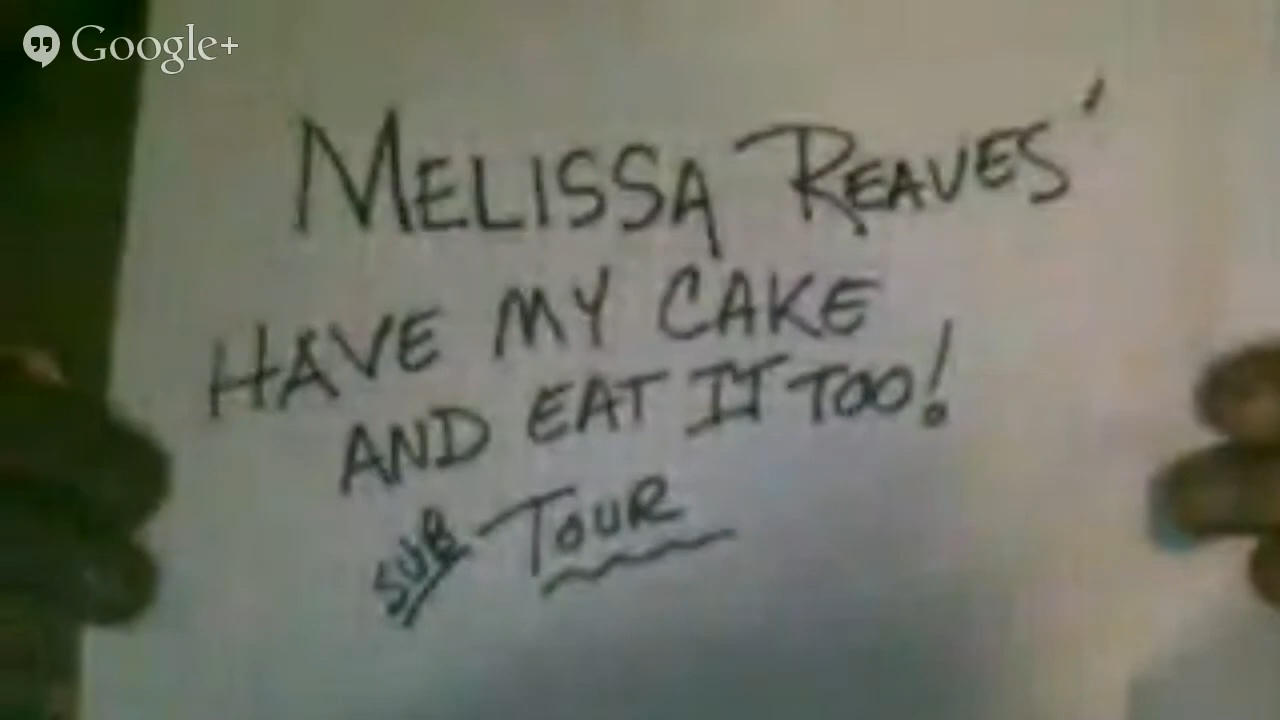 Google+
MELISSA REAVES'
HAVE MY CAKE
AND EAT IT TOO!
SUB-TOUR